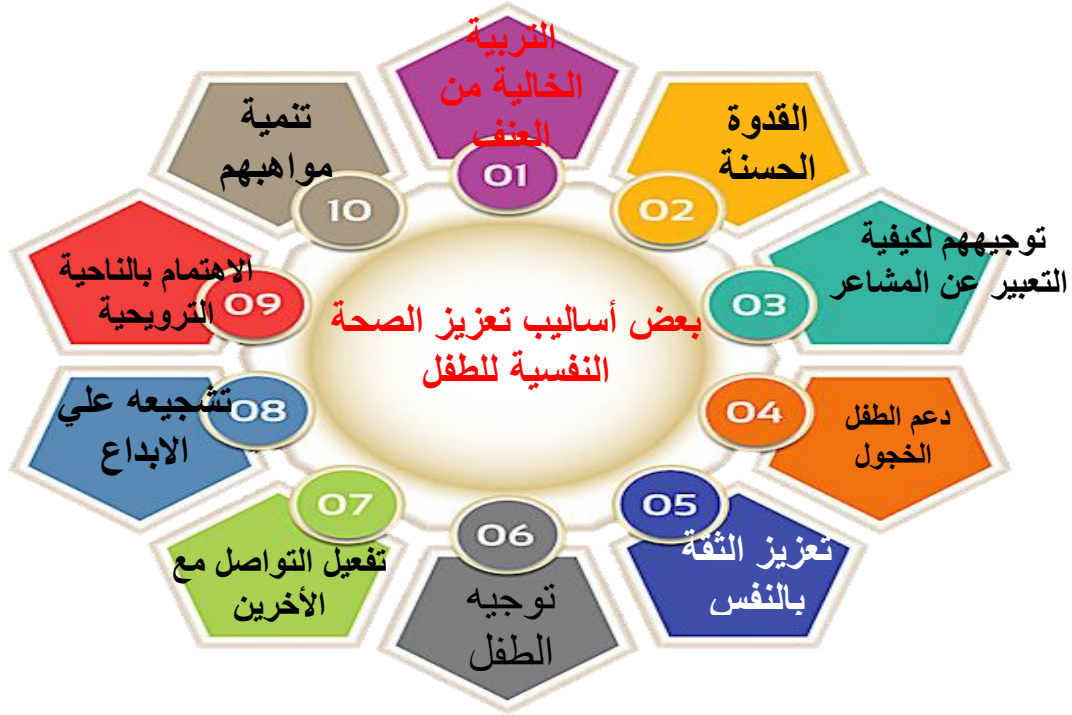 بعض أساليب تعزيز الصحة
النفسية للطفل
01
التربية
الخالية من
العنف
02
القدوة
الحسنة
03
توجيههم لكيفية
التعبير عن المشاعر
04
دعم الطفل
الخجول
05
تعزيز الثقة
بالنفس
06
توجيه
الطفل
07
تفعيل التواصل مع
الأخرين
08
تشجيعه علي
الابداع
09
الاهتمام بالناحية
الترويحية
10
تنمية
مواهبهم